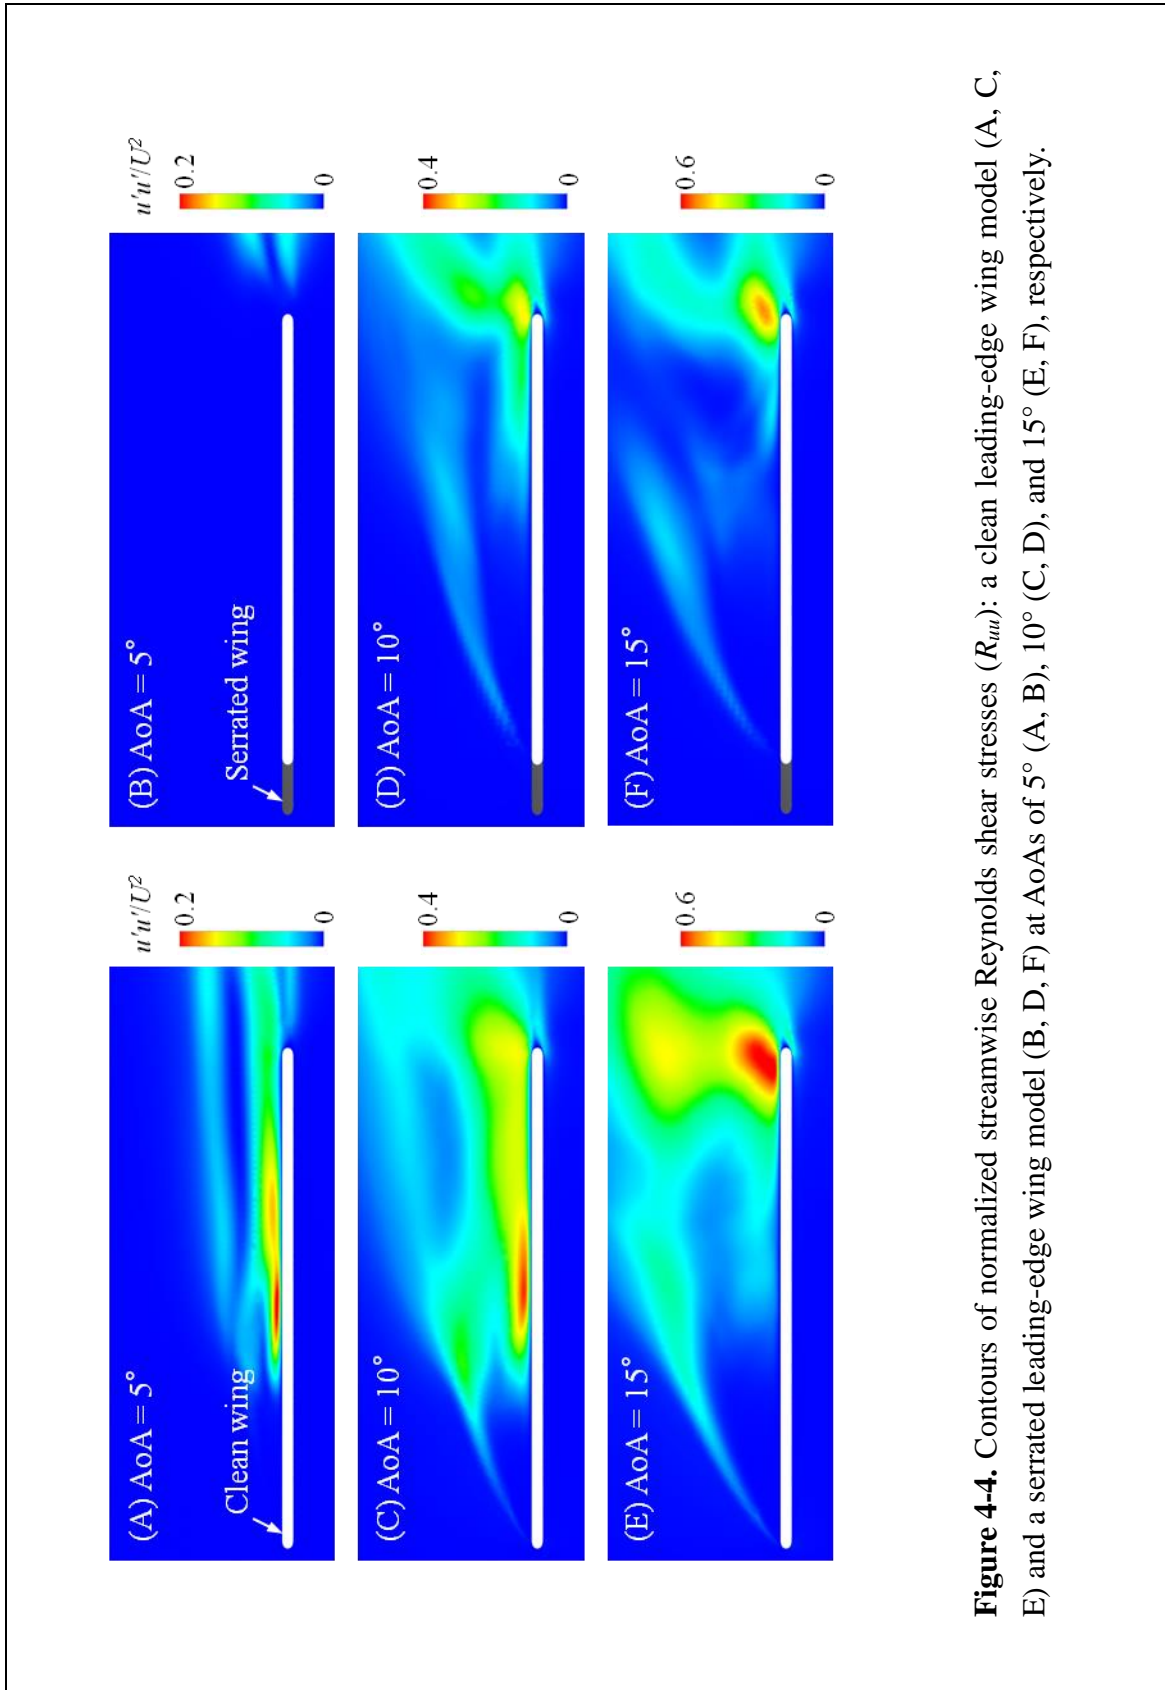 u'u'/U²
u'u'/U²
(A) AoA = 5°
Clean wing
0.2
0
(B) AoA = 5°
Serrated wing
0.2
0
(C) AoA = 10°
0.4
0
(D) AoA = 10°
0.4
0
(E) AoA = 15°
0.6
0
(F) AoA = 15°
0.6
0
Figure 4-4. Contours of normalized streamwise Reynolds shear stresses (Ruu): a clean leading-edge wing model (A, C,
E) and a serrated leading-edge wing model (B, D, F) at AoAs of 5° (A, B), 10° (C, D), and 15° (E, F), respectively.